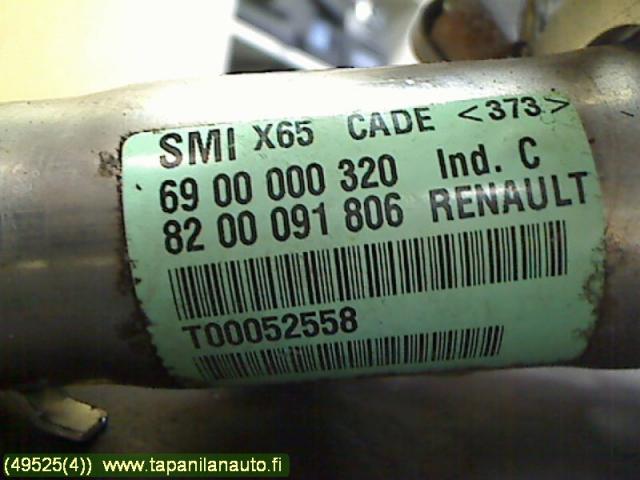 SMI X65 CADE <373>
69 00 000 320 Ind. C
82 00 091 806 RENAULT
T00052558
(49525(4)) www.tapanilanauto.fi